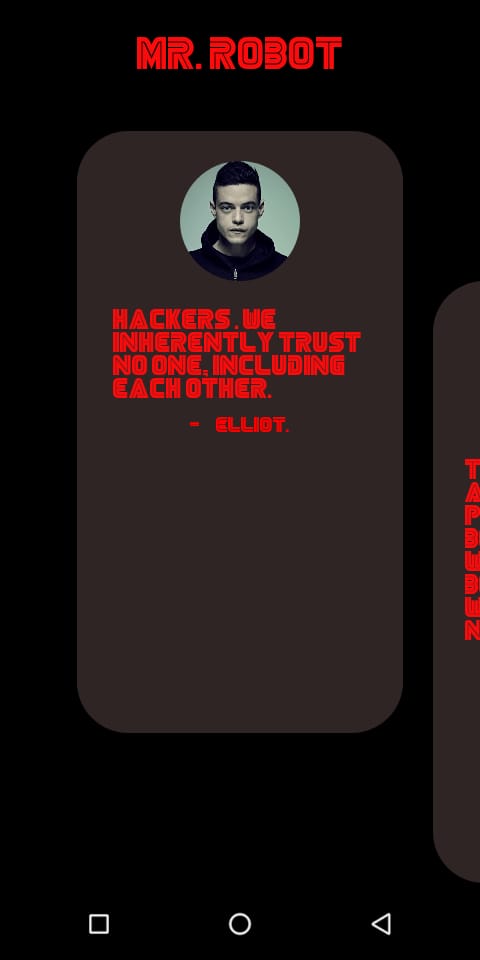 MR. ROBOT
HACKERS. WE
INHERENTLY TRUST
NO ONE, INCLUDING
EACH OTHER.
- ELLIOT.